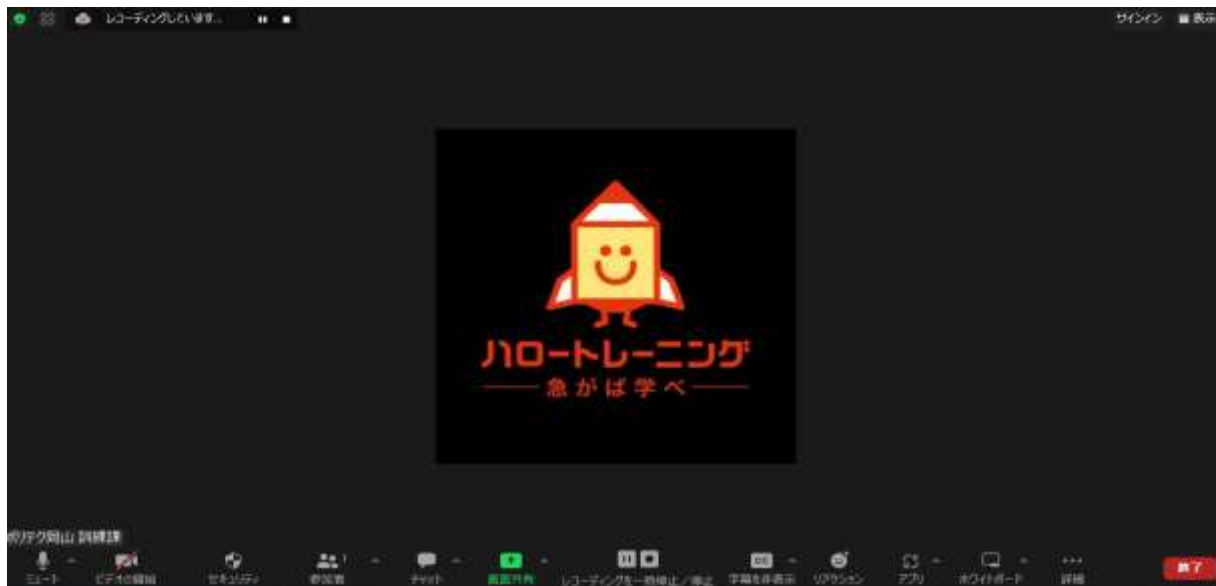 レコーディングしています...
サインイン
表示
ハロートレーニング
急がば学べ
ポリテク岡山 訓練課
ミュート
ビデオの開始
セキュリティ
参加者
1
チャット
画面共有
レコーディングを一時停止/停止
字幕を非表示
リアクション
アプリ
ホワイトボード
詳細
終了